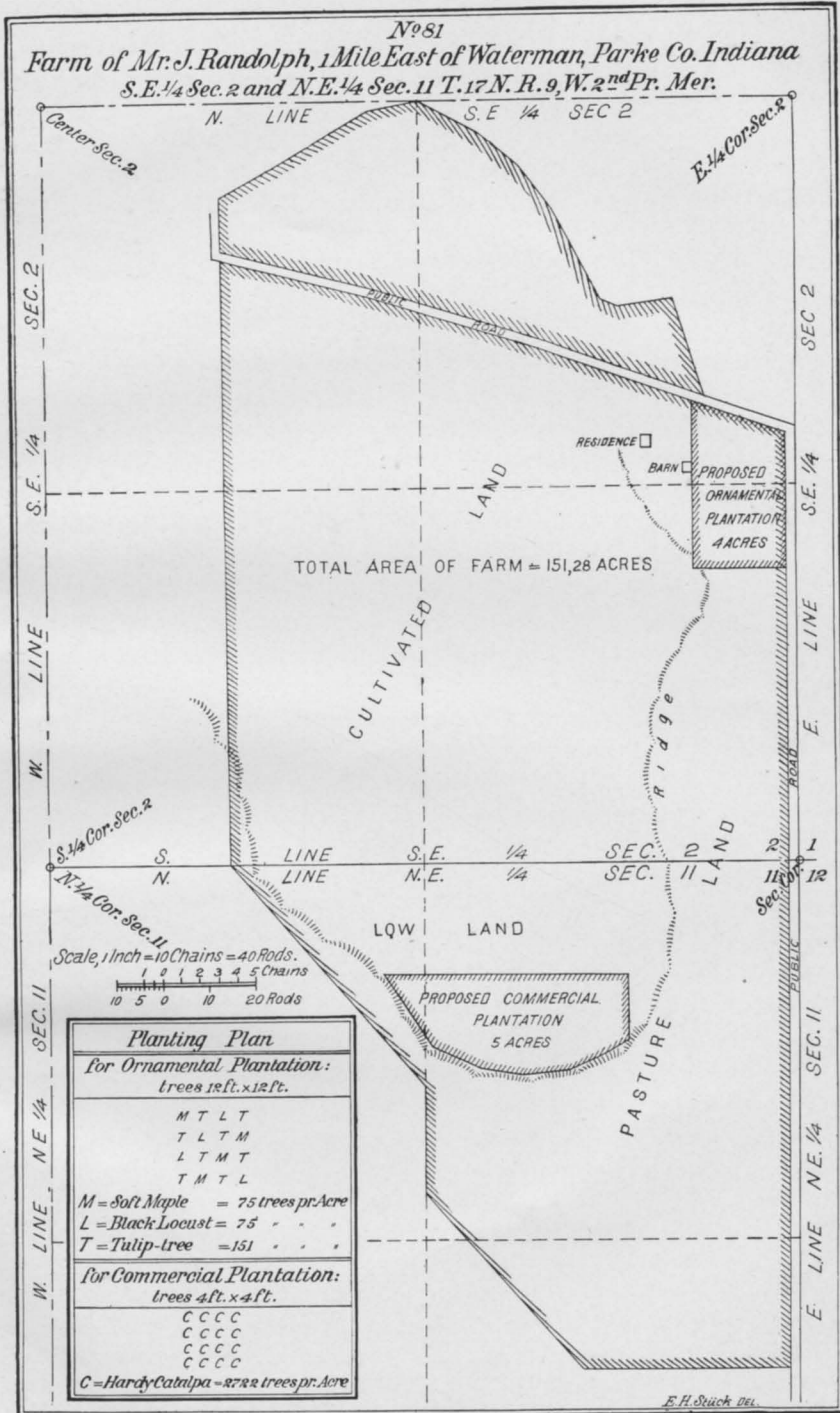 Nº 81
Farm of Mr. J. Randolph, 1 Mile East of Waterman, Parke Co. Indiana
S.E. ¼ Sec. 2 and N.E. ¼ Sec. 11 T. 17 N. R. 9, W. 2nd Pr. Mer.
N. LINE S.E ¼ SEC 2
Center Sec. 2
E. ¼ Cor. Sec. 2
W. LINE S.E. ¼ SEC. 2
E. LINE S.E. ¼ SEC 2
PUBLIC ROAD
RESIDENCE
BARN
PROPOSED
ORNAMENTAL
PLANTATION
4 ACRES
TOTAL AREA OF FARM = 151,28 ACRES
CULTIVATED LAND
Ridge
PUBLIC ROAD
S. ¼ Cor. Sec. 2
S. LINE S.E. ¼ SEC. 2
N. LINE N.E. ¼ SEC. 11
N. ¼ Cor. Sec. 11
2 1
11 12
Sec. Cor.
LOW LAND
PASTURE LAND
Scale, 1 Inch = 10 Chains = 40 Rods.
1 0 1 2 3 4 5 Chains
10 5 0 10 20 Rods
PROPOSED COMMERCIAL
PLANTATION
5 ACRES
W. LINE NE ¼ SEC. 11
E LINE N.E. ¼ SEC. 11
Planting Plan
for Ornamental Plantation:
trees 12 ft. × 12 ft.
M T L T
T L T M
L T M T
T M T L
M = Soft Maple = 75 trees pr. Acre
L = Black Locust = 75 " " "
T = Tulip-tree = 151 " " "
for Commercial Plantation:
trees 4 ft. × 4 ft.
C C C C
C C C C
C C C C
C C C C
C = Hardy Catalpa = 2722 trees pr. Acre
E. H. Stück DEL.